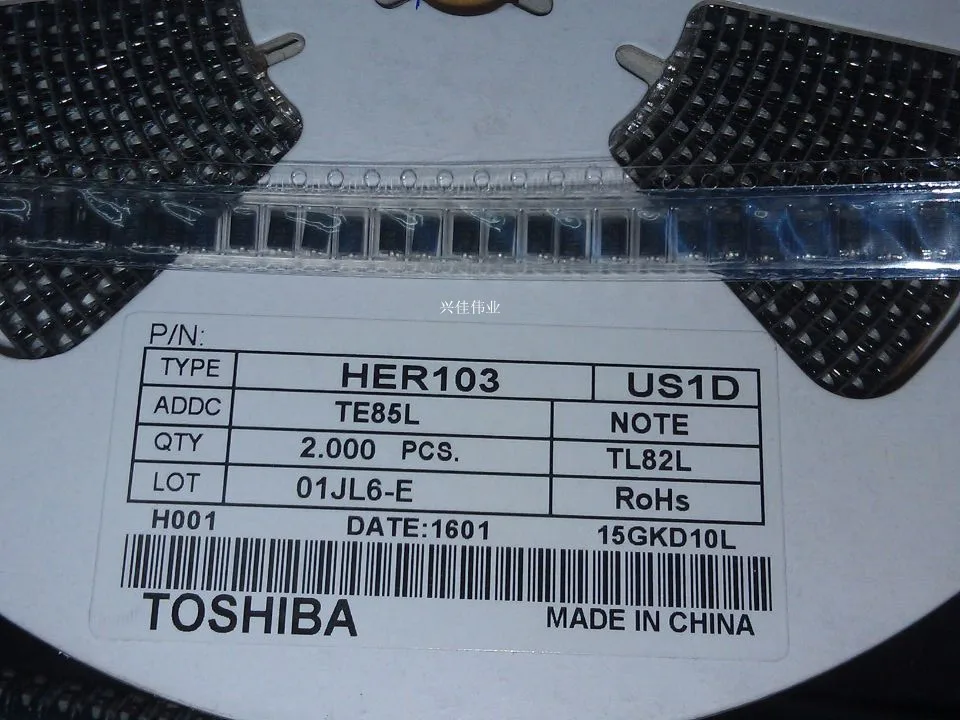 兴佳伟业
P/N:
TYPE HER103 US1D
ADDC TE85L NOTE
QTY 2.000 PCS. TL82L
LOT 01JL6-E RoHs
H001 DATE:1601 15GKD10L
TOSHIBA MADE IN CHINA